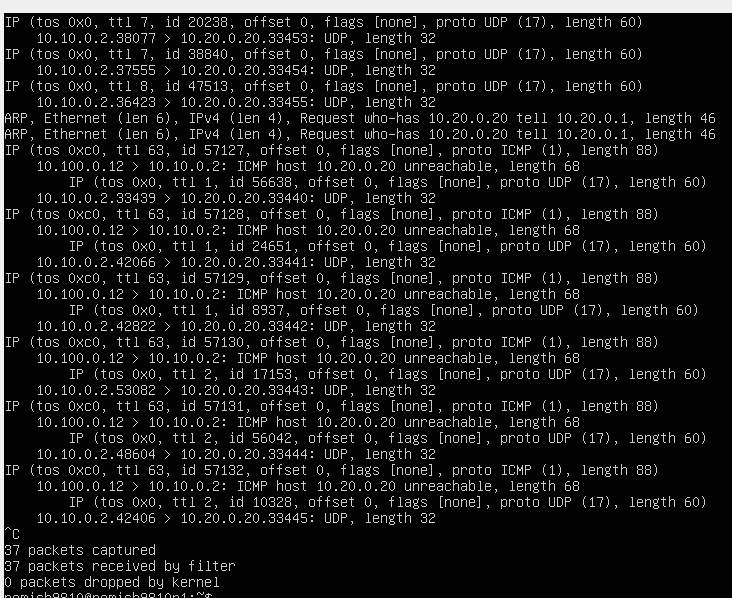 IP (tos 0x0, ttl 7, id 20238, offset 0, flags [none], proto UDP (17), length 60)
10.10.0.2.38077 > 10.20.0.20.33453: UDP, length 32
IP (tos 0x0, ttl 7, id 38840, offset 0, flags [none], proto UDP (17), length 60)
10.10.0.2.37555 > 10.20.0.20.33454: UDP, length 32
IP (tos 0x0, ttl 8, id 47513, offset 0, flags [none], proto UDP (17), length 60)
10.10.0.2.36423 > 10.20.0.20.33455: UDP, length 32
ARP, Ethernet (len 6), IPv4 (len 4), Request who-has 10.20.0.20 tell 10.20.0.1, length 46
ARP, Ethernet (len 6), IPv4 (len 4), Request who-has 10.20.0.20 tell 10.20.0.1, length 46
IP (tos 0xc0, ttl 63, id 57127, offset 0, flags [none], proto ICMP (1), length 88)
10.100.0.12 > 10.10.0.2: ICMP host 10.20.0.20 unreachable, length 68
IP (tos 0x0, ttl 1, id 56638, offset 0, flags [none], proto UDP (17), length 60)
10.10.0.2.33439 > 10.20.0.20.33440: UDP, length 32
IP (tos 0xc0, ttl 63, id 57128, offset 0, flags [none], proto ICMP (1), length 88)
10.100.0.12 > 10.10.0.2: ICMP host 10.20.0.20 unreachable, length 68
IP (tos 0x0, ttl 1, id 24651, offset 0, flags [none], proto UDP (17), length 60)
10.10.0.2.42066 > 10.20.0.20.33441: UDP, length 32
IP (tos 0xc0, ttl 63, id 57129, offset 0, flags [none], proto ICMP (1), length 88)
10.100.0.12 > 10.10.0.2: ICMP host 10.20.0.20 unreachable, length 68
IP (tos 0x0, ttl 1, id 8937, offset 0, flags [none], proto UDP (17), length 60)
10.10.0.2.42822 > 10.20.0.20.33442: UDP, length 32
IP (tos 0xc0, ttl 63, id 57130, offset 0, flags [none], proto ICMP (1), length 88)
10.100.0.12 > 10.10.0.2: ICMP host 10.20.0.20 unreachable, length 68
IP (tos 0x0, ttl 2, id 17153, offset 0, flags [none], proto UDP (17), length 60)
10.10.0.2.53082 > 10.20.0.20.33443: UDP, length 32
IP (tos 0xc0, ttl 63, id 57131, offset 0, flags [none], proto ICMP (1), length 88)
10.100.0.12 > 10.10.0.2: ICMP host 10.20.0.20 unreachable, length 68
IP (tos 0x0, ttl 2, id 56042, offset 0, flags [none], proto UDP (17), length 60)
10.10.0.2.48604 > 10.20.0.20.33444: UDP, length 32
IP (tos 0xc0, ttl 63, id 57132, offset 0, flags [none], proto ICMP (1), length 88)
10.100.0.12 > 10.10.0.2: ICMP host 10.20.0.20 unreachable, length 68
IP (tos 0x0, ttl 2, id 10328, offset 0, flags [none], proto UDP (17), length 60)
10.10.0.2.42406 > 10.20.0.20.33445: UDP, length 32
^C
37 packets captured
37 packets received by filter
0 packets dropped by kernel